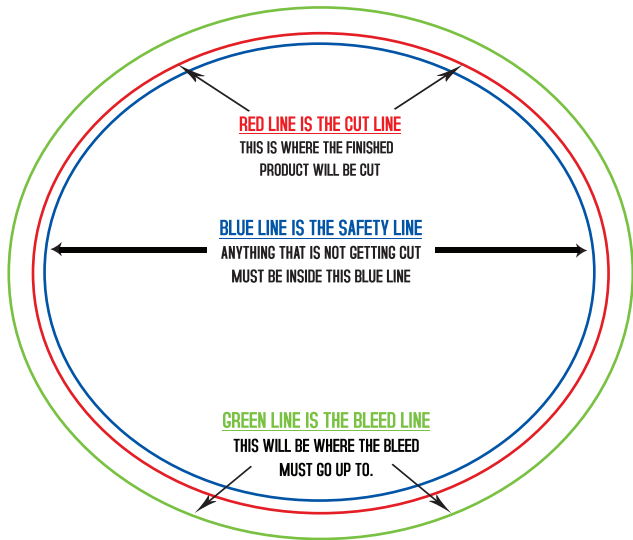 RED LINE IS THE CUT LINE
THIS IS WHERE THE FINISHED
PRODUCT WILL BE CUT
BLUE LINE IS THE SAFETY LINE
ANYTHING THAT IS NOT GETTING CUT
MUST BE INSIDE THIS BLUE LINE
GREEN LINE IS THE BLEED LINE
THIS WILL BE WHERE THE BLEED
MUST GO UP TO.